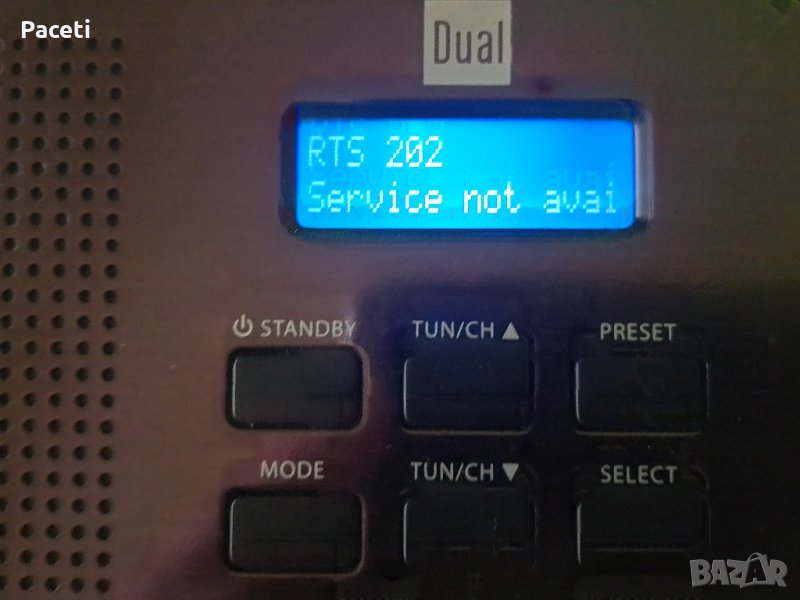 Paceti
Dual
RTS 202
Service not avai
STANDBY
TUN/CH ▲
PRESET
MODE
TUN/CH ▼
SELECT
BAZAR